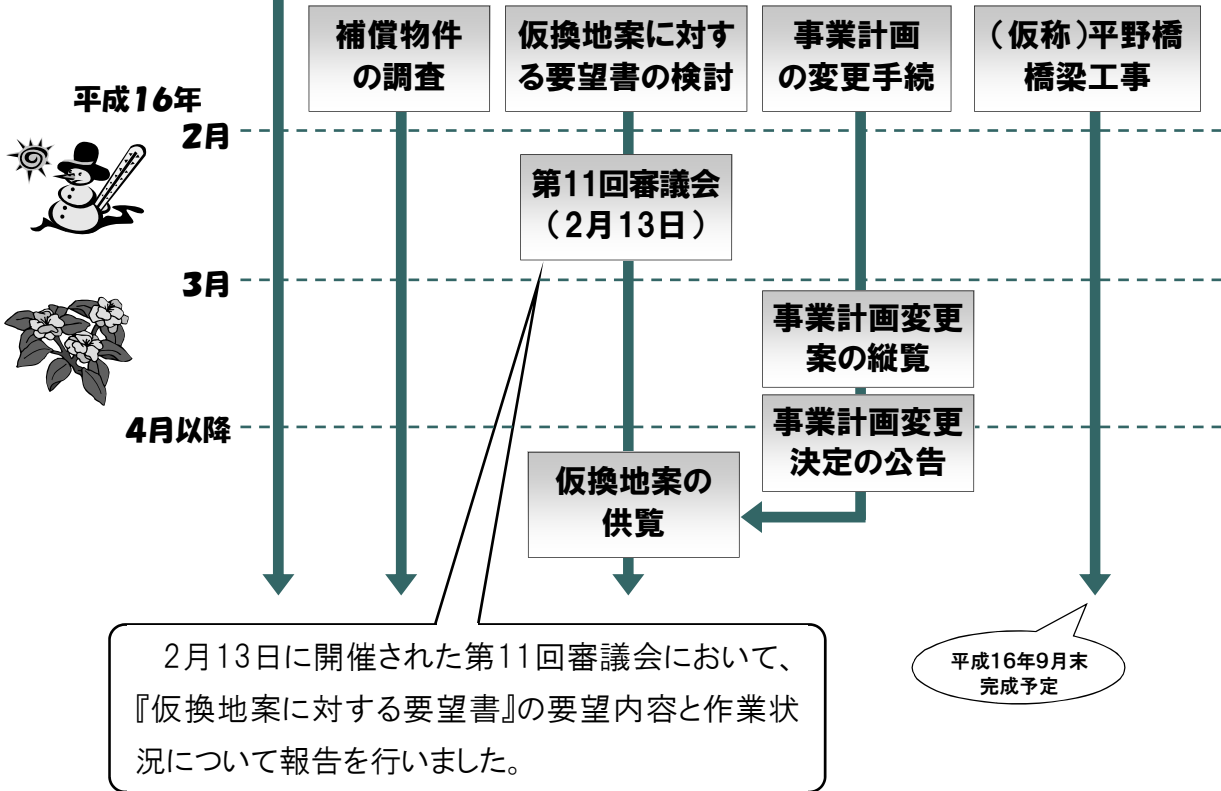 補償物件
の調査
仮換地案に対す
る要望書の検討
事業計画
の変更手続
（仮称）平野橋
橋梁工事
平成16年
2月
第11回審議会
（2月13日）
3月
事業計画変更
案の縦覧
4月以降
事業計画変更
決定の公告
仮換地案の
供覧
2月13日に開催された第11回審議会において、
『仮換地案に対する要望書』の要望内容と作業状
況について報告を行いました。
平成16年9月末
完成予定